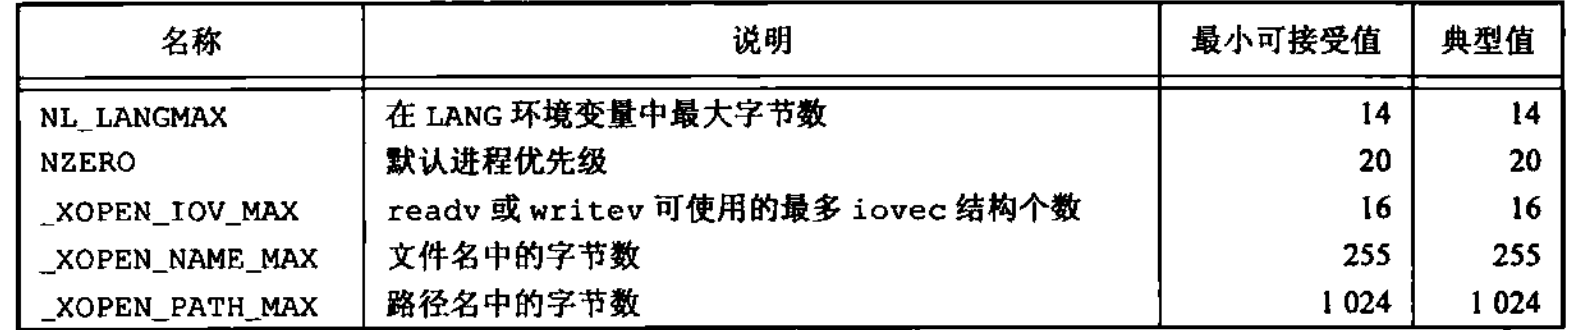 名称 说明 最小可接受值 典型值
NL_LANGMAX 在 LANG 环境变量中最大字节数 14 14
NZERO 默认进程优先级 20 20
_XOPEN_IOV_MAX readv 或 writev 可使用的最多 iovec 结构个数 16 16
_XOPEN_NAME_MAX 文件名中的字节数 255 255
_XOPEN_PATH_MAX 路径名中的字节数 1 024 1 024